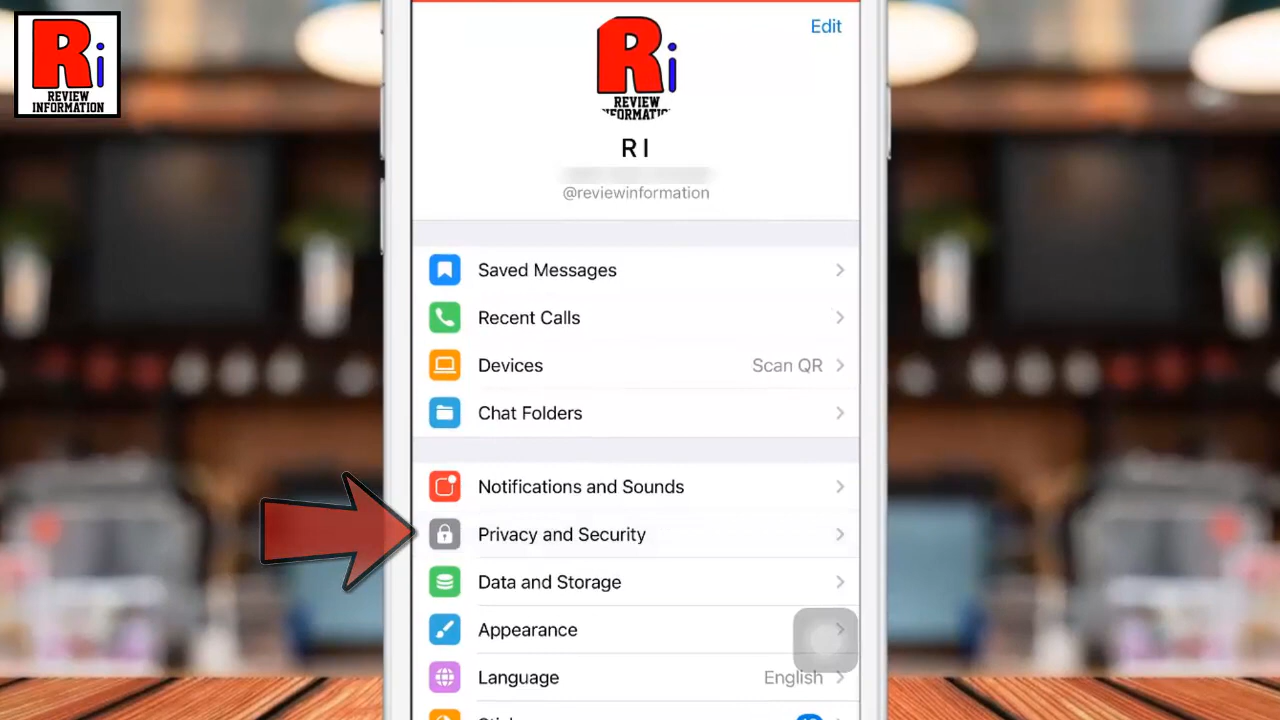 Ri
REVIEW
INFORMATION
Edit
Ri
REVIEW
R I
@reviewinformation
Saved Messages
Recent Calls
Devices Scan QR
Chat Folders
Notifications and Sounds
Privacy and Security
Data and Storage
Appearance
Language English